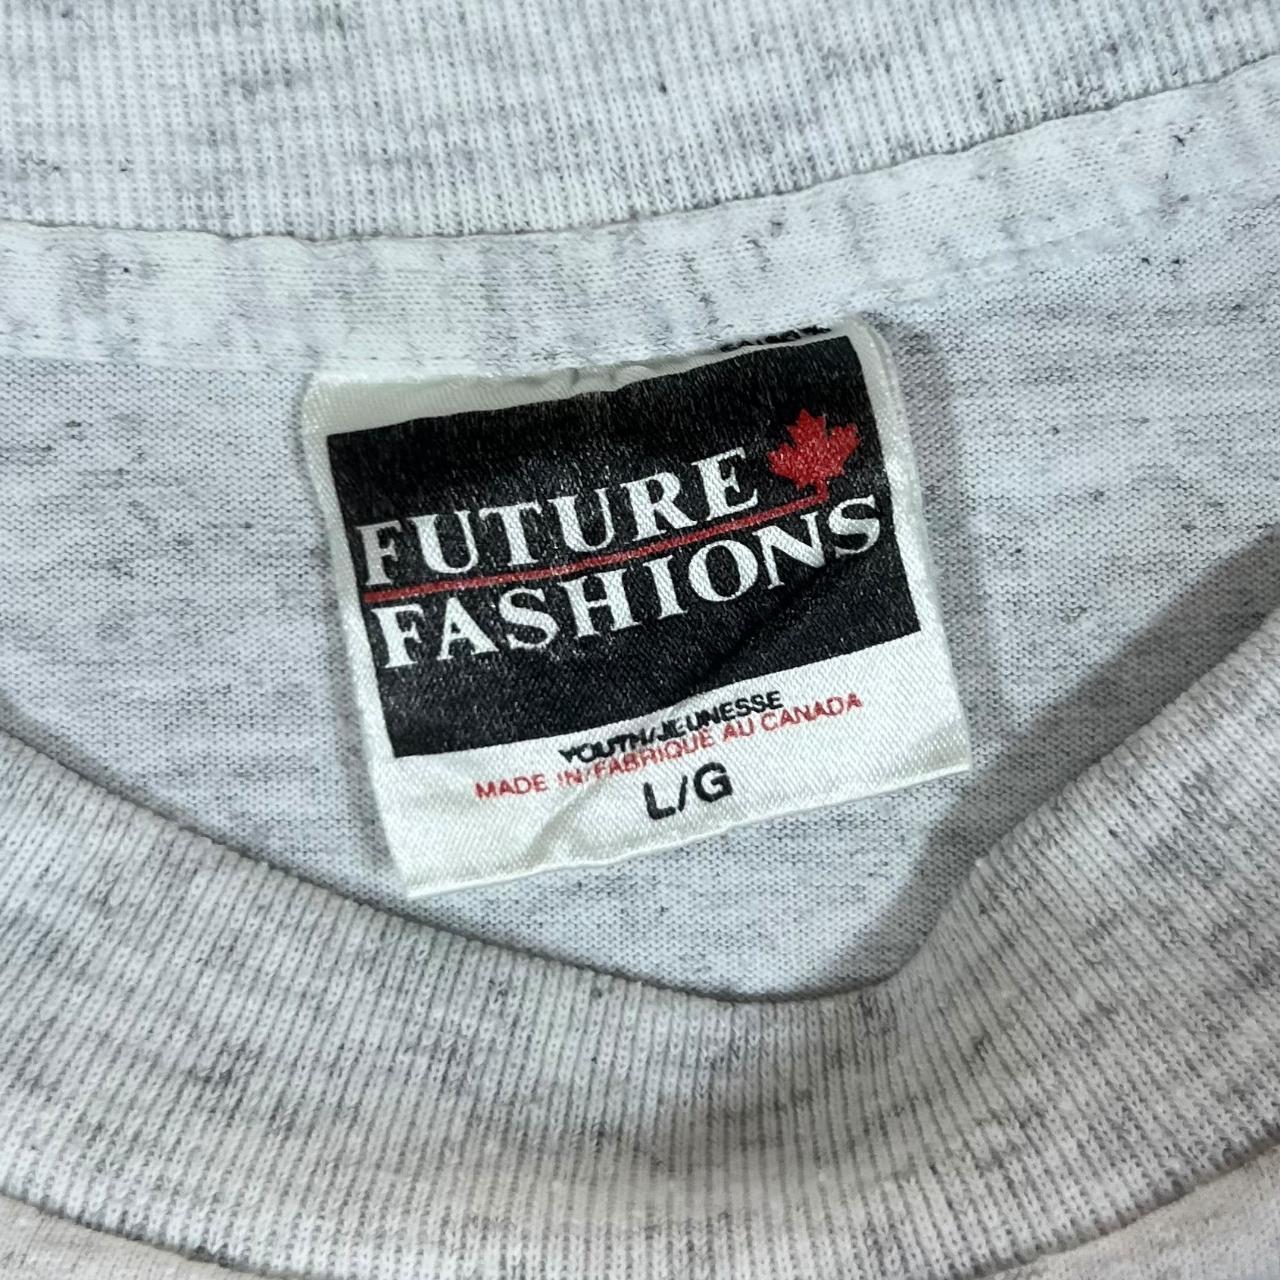 FUTURE
FASHIONS
YOUTH/JEUNESSE
MADE IN/FABRIQUE AU CANADA
L/G